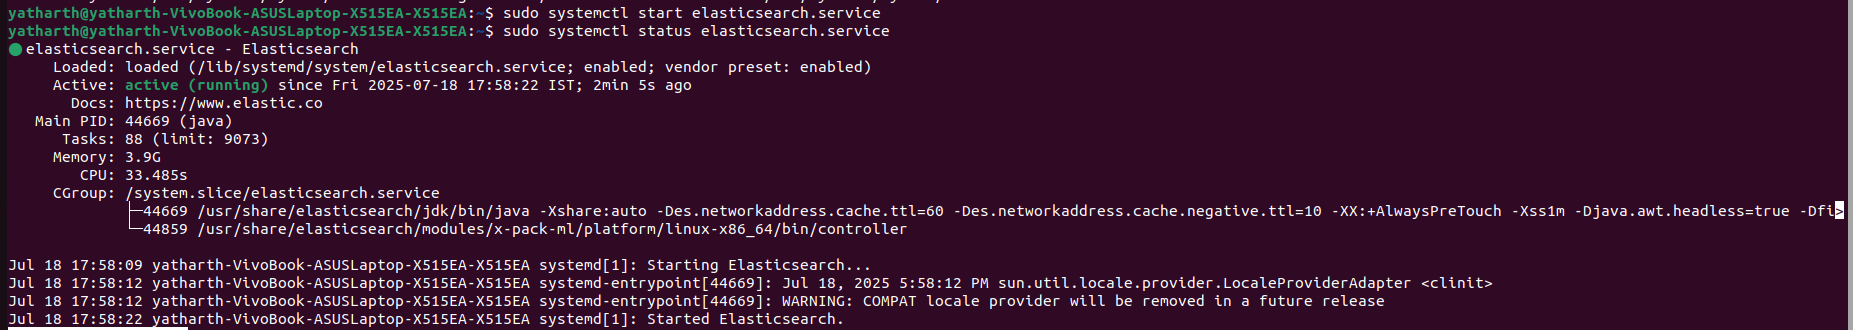 yatharth@yatharth-VivoBook-ASUSLaptop-X515EA-X515EA:~$ sudo systemctl start elasticsearch.service
yatharth@yatharth-VivoBook-ASUSLaptop-X515EA-X515EA:~$ sudo systemctl status elasticsearch.service
● elasticsearch.service - Elasticsearch
     Loaded: loaded (/lib/systemd/system/elasticsearch.service; enabled; vendor preset: enabled)
     Active: active (running) since Fri 2025-07-18 17:58:22 IST; 2min 5s ago
       Docs: https://www.elastic.co
   Main PID: 44669 (java)
      Tasks: 88 (limit: 9073)
     Memory: 3.9G
        CPU: 33.485s
     CGroup: /system.slice/elasticsearch.service
             ├─44669 /usr/share/elasticsearch/jdk/bin/java -Xshare:auto -Des.networkaddress.cache.ttl=60 -Des.networkaddress.cache.negative.ttl=10 -XX:+AlwaysPreTouch -Xss1m -Djava.awt.headless=true -Dfi>
             └─44859 /usr/share/elasticsearch/modules/x-pack-ml/platform/linux-x86_64/bin/controller
Jul 18 17:58:09 yatharth-VivoBook-ASUSLaptop-X515EA-X515EA systemd[1]: Starting Elasticsearch...
Jul 18 17:58:12 yatharth-VivoBook-ASUSLaptop-X515EA-X515EA systemd-entrypoint[44669]: Jul 18, 2025 5:58:12 PM sun.util.locale.provider.LocaleProviderAdapter <clinit>
Jul 18 17:58:12 yatharth-VivoBook-ASUSLaptop-X515EA-X515EA systemd-entrypoint[44669]: WARNING: COMPAT locale provider will be removed in a future release
Jul 18 17:58:22 yatharth-VivoBook-ASUSLaptop-X515EA-X515EA systemd[1]: Started Elasticsearch.